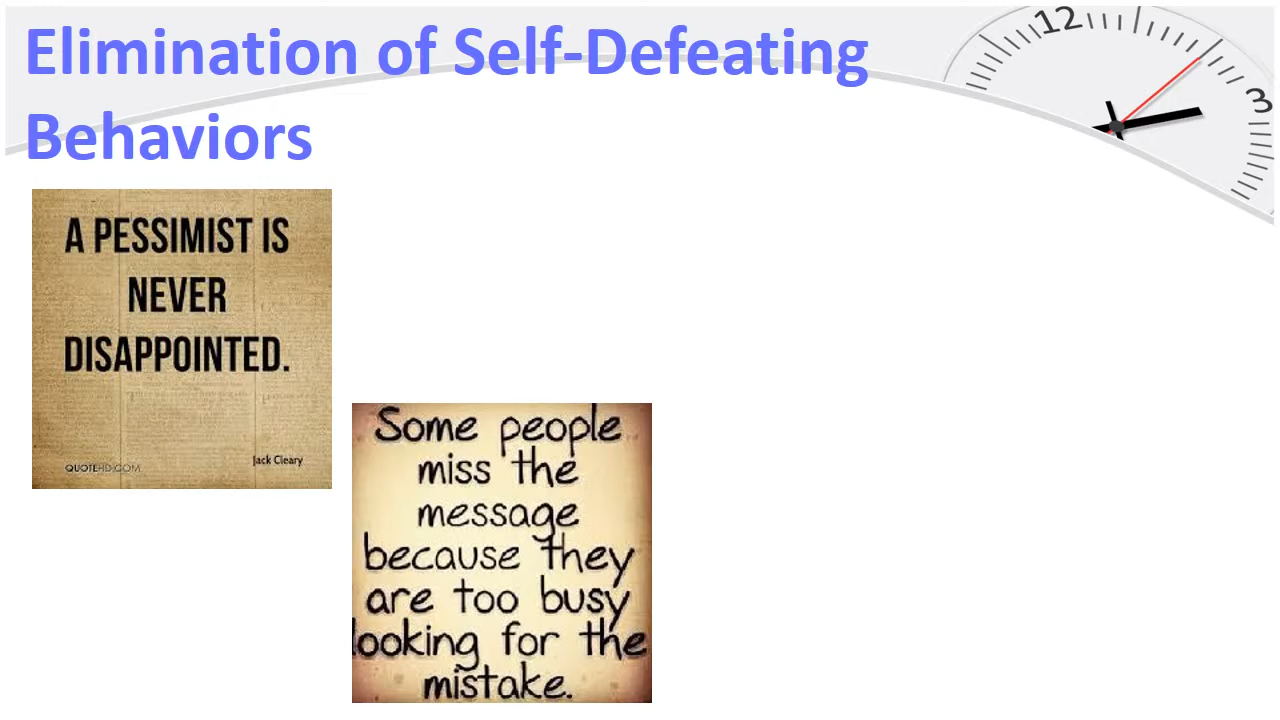 Elimination of Self-Defeating
Behaviors
12
3
A PESSIMIST IS
NEVER
DISAPPOINTED.
Jack Cleary
QUOTEHD.COM
Some people
miss the
message
because they
are too busy
looking for the
mistake.